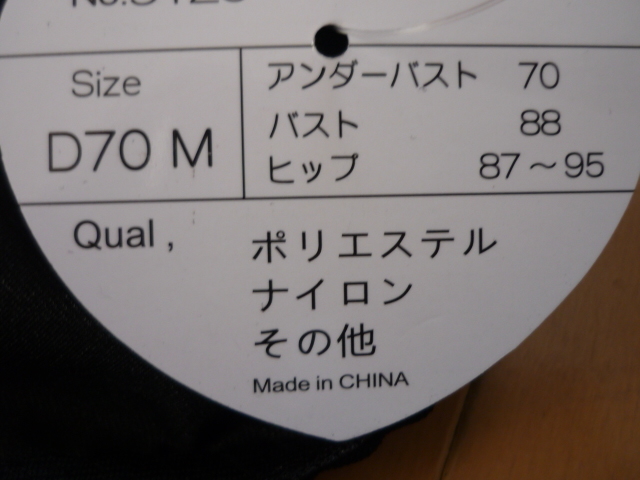 Size
D70 M
アンダーバスト 70
バスト 88
ヒップ 87～95
Qual ,
ポリエステル
ナイロン
その他
Made in CHINA